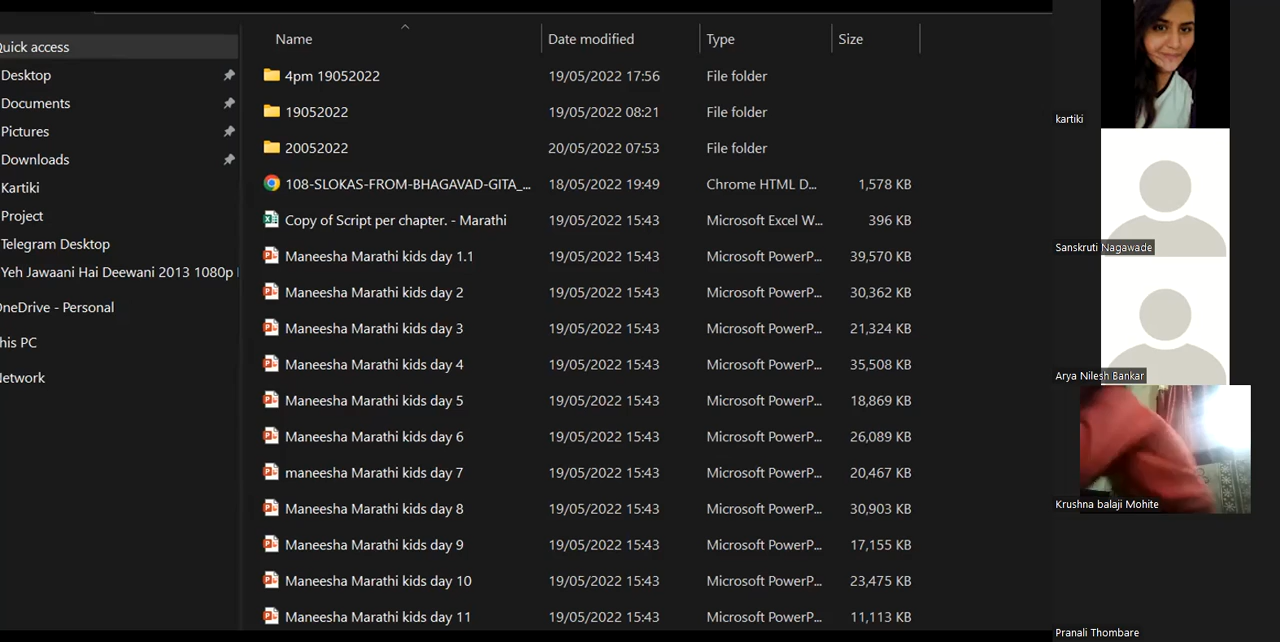 Quick access
Desktop
Documents
Pictures
Downloads
Kartiki
Project
Telegram Desktop
Yeh Jawaani Hai Deewani 2013 1080p
OneDrive - Personal
This PC
Network
Name Date modified Type Size
4pm 19052022 19/05/2022 17:56 File folder
19052022 19/05/2022 08:21 File folder
20052022 20/05/2022 07:53 File folder
108-SLOKAS-FROM-BHAGAVAD-GITA_... 18/05/2022 19:49 Chrome HTML D... 1,578 KB
Copy of Script per chapter. - Marathi 19/05/2022 15:43 Microsoft Excel W... 396 KB
Maneesha Marathi kids day 1.1 19/05/2022 15:43 Microsoft PowerP... 39,570 KB
Maneesha Marathi kids day 2 19/05/2022 15:43 Microsoft PowerP... 30,362 KB
Maneesha Marathi kids day 3 19/05/2022 15:43 Microsoft PowerP... 21,324 KB
Maneesha Marathi kids day 4 19/05/2022 15:43 Microsoft PowerP... 35,508 KB
Maneesha Marathi kids day 5 19/05/2022 15:43 Microsoft PowerP... 18,869 KB
Maneesha Marathi kids day 6 19/05/2022 15:43 Microsoft PowerP... 26,089 KB
maneesha Marathi kids day 7 19/05/2022 15:43 Microsoft PowerP... 20,467 KB
Maneesha Marathi kids day 8 19/05/2022 15:43 Microsoft PowerP... 30,903 KB
Maneesha Marathi kids day 9 19/05/2022 15:43 Microsoft PowerP... 17,155 KB
Maneesha Marathi kids day 10 19/05/2022 15:43 Microsoft PowerP... 23,475 KB
Maneesha Marathi kids day 11 19/05/2022 15:43 Microsoft PowerP... 11,113 KB
kartiki
Sanskruti Nagawade
Arya Nilesh Bankar
Krushna balaji Mohite
Pranali Thombare